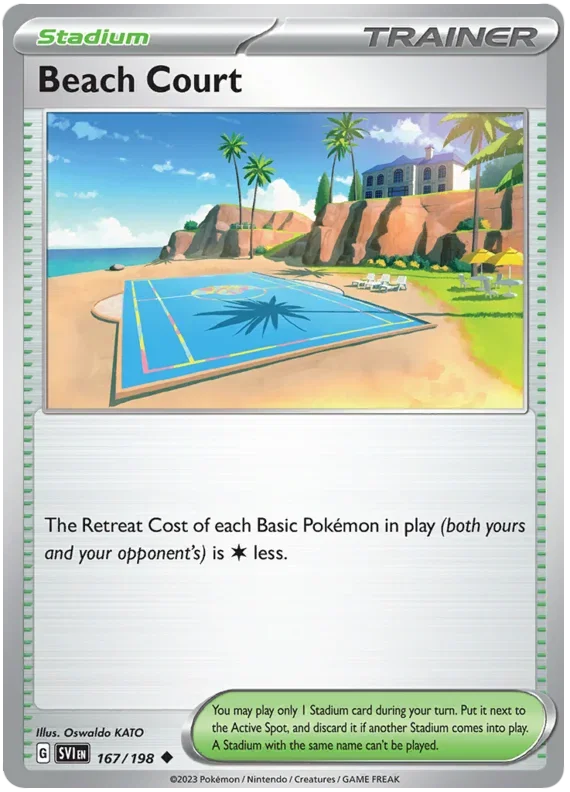 Stadium
TRAINER
Beach Court
The Retreat Cost of each Basic Pokémon in play (both yours
and your opponent's) is less.
You may play only 1 Stadium card during your turn. Put it next to
the Active Spot, and discard it if another Stadium comes into play.
A Stadium with the same name can't be played.
Illus. Oswaldo KATO
G SVI EN 167/198
©2023 Pokémon / Nintendo / Creatures / GAME FREAK